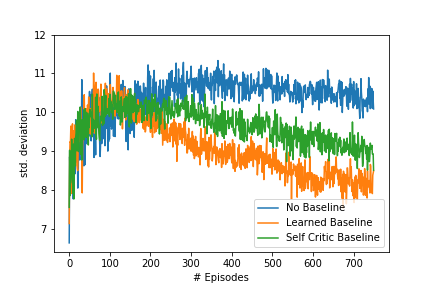 12
11
10
9
8
7
std. deviation
0 100 200 300 400 500 600 700
# Episodes
No Baseline
Learned Baseline
Self Critic Baseline